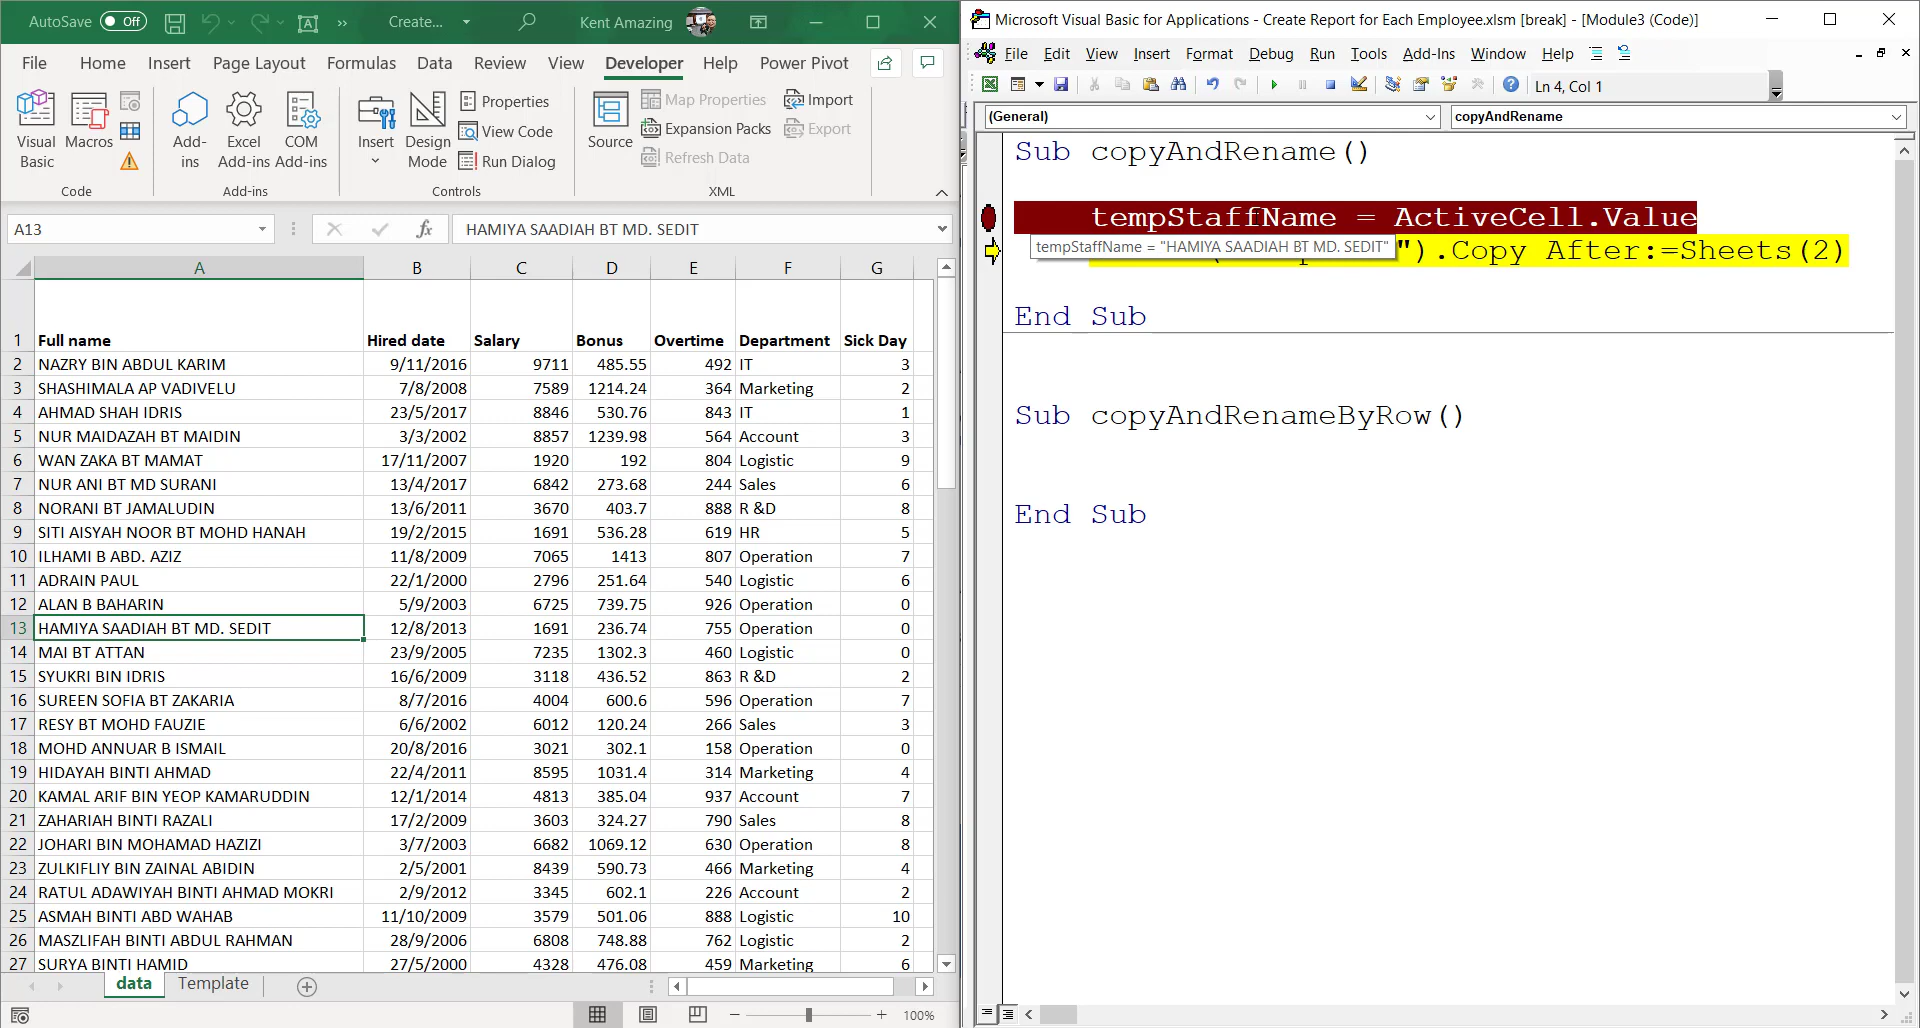 AutoSave Off Create... Kent Amazing
File Home Insert Page Layout Formulas Data Review View Developer Help Power Pivot
Visual Basic
Macros
Code
Add-ins
Excel Add-ins
COM Add-ins
Add-ins
Insert
Design Mode
Properties
View Code
Run Dialog
Controls
Source
Map Properties
Expansion Packs
Refresh Data
Import
Export
XML
A13 fx HAMIYA SAADIAH BT MD. SEDIT
A B C D E F G
1 Full name Hired date Salary Bonus Overtime Department Sick Day
2 NAZRY BIN ABDUL KARIM 9/11/2016 9711 485.55 492 IT 3
3 SHASHIMALA AP VADIVELU 7/8/2008 7589 1214.24 364 Marketing 2
4 AHMAD SHAH IDRIS 23/5/2017 8846 530.76 843 IT 1
5 NUR MAIDAZAH BT MAIDIN 3/3/2002 8857 1239.98 564 Account 3
6 WAN ZAKA BT MAMAT 17/11/2007 1920 192 804 Logistic 9
7 NUR ANI BT MD SURANI 13/4/2017 6842 273.68 244 Sales 6
8 NORANI BT JAMALUDIN 13/6/2011 3670 403.7 888 R &D 8
9 SITI AISYAH NOOR BT MOHD HANAH 19/2/2015 1691 536.28 619 HR 5
10 ILHAMI B ABD. AZIZ 11/8/2009 7065 1413 807 Operation 7
11 ADRAIN PAUL 22/1/2000 2796 251.64 540 Logistic 6
12 ALAN B BAHARIN 5/9/2003 6725 739.75 926 Operation 0
13 HAMIYA SAADIAH BT MD. SEDIT 12/8/2013 1691 236.74 755 Operation 0
14 MAI BT ATTAN 23/9/2005 7235 1302.3 460 Logistic 0
15 SYUKRI BIN IDRIS 16/6/2009 3118 436.52 863 R &D 2
16 SUREEN SOFIA BT ZAKARIA 8/7/2016 4004 600.6 596 Operation 7
17 RESY BT MOHD FAUZIE 6/6/2002 6012 120.24 266 Sales 3
18 MOHD ANNUAR B ISMAIL 20/8/2016 3021 302.1 158 Operation 0
19 HIDAYAH BINTI AHMAD 22/4/2011 8595 1031.4 314 Marketing 4
20 KAMAL ARIF BIN YEOP KAMARUDDIN 12/1/2014 4813 385.04 937 Account 7
21 ZAHARIAH BINTI RAZALI 17/2/2009 3603 324.27 790 Sales 8
22 JOHARI BIN MOHAMAD HAZIZI 3/7/2003 6682 1069.12 630 Operation 8
23 ZULKIFLIY BIN ZAINAL ABIDIN 2/5/2001 8439 590.73 466 Marketing 4
24 RATUL ADAWIYAH BINTI AHMAD MOKRI 2/9/2012 3345 602.1 226 Account 2
25 ASMAH BINTI ABD WAHAB 11/10/2009 3579 501.06 888 Logistic 10
26 MASZLIFAH BINTI ABDUL RAHMAN 28/9/2006 6808 748.88 762 Logistic 2
27 SURYA BINTI HAMID 27/5/2000 4328 476.08 459 Marketing 6
data Template
100%
Microsoft Visual Basic for Applications - Create Report for Each Employee.xlsm [break] - [Module3 (Code)]
File Edit View Insert Format Debug Run Tools Add-Ins Window Help
Ln 4, Col 1
(General) copyAndRename
Sub copyAndRename()
tempStaffName = ActiveCell.Value
tempStaffName = "HAMIYA SAADIAH BT MD. SEDIT"
").Copy After:=Sheets(2)
End Sub
Sub copyAndRenameByRow()
End Sub